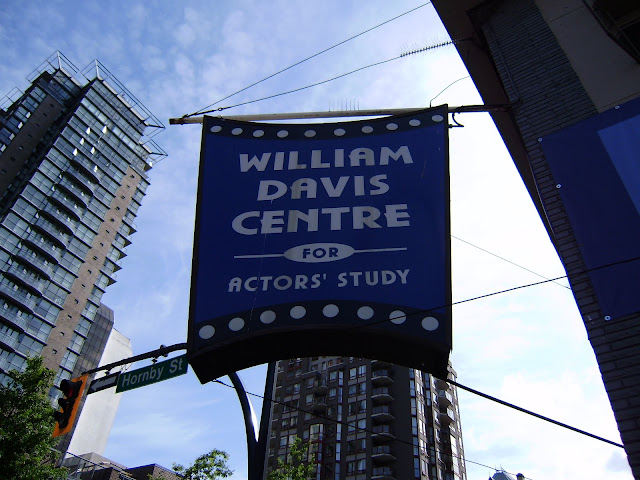 WILLIAM
DAVIS
CENTRE
FOR
ACTORS' STUDY
Hornby St